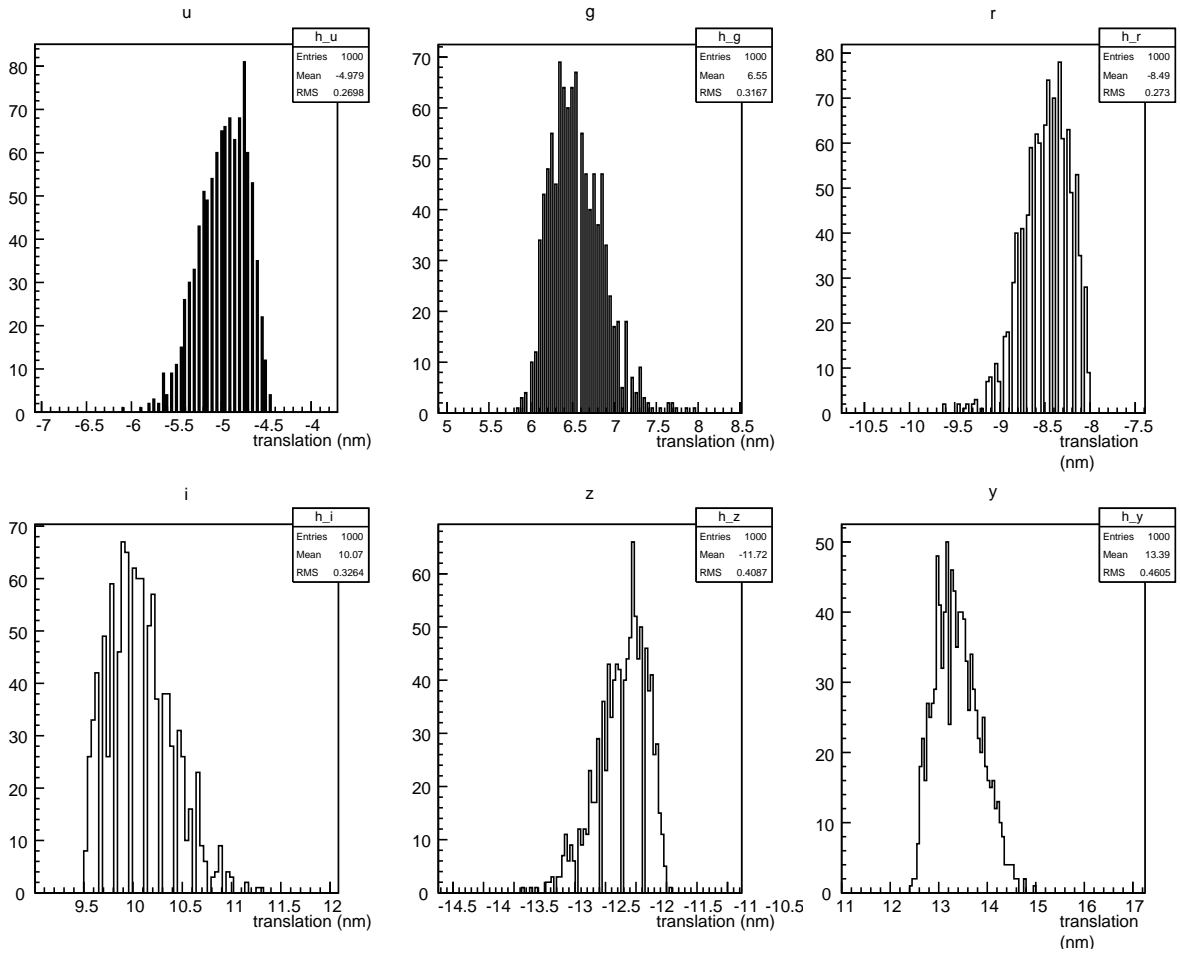 u
h_u
Entries 1000
Mean -4.979
RMS 0.2698
80
70
60
50
40
30
20
10
0
-7 -6.5 -6 -5.5 -5 -4.5 -4
translation (nm)
g
h_g
Entries 1000
Mean 6.55
RMS 0.3167
70
60
50
40
30
20
10
0
5 5.5 6 6.5 7 7.5 8 8.5
translation (nm)
r
h_r
Entries 1000
Mean -8.49
RMS 0.273
80
70
60
50
40
30
20
10
0
-10.5 -10 -9.5 -9 -8.5 -8 -7.5
translation
(nm)
i
h_i
Entries 1000
Mean 10.07
RMS 0.3264
70
60
50
40
30
20
10
0
9.5 10 10.5 11 11.5 12
translation (nm)
z
h_z
Entries 1000
Mean -11.72
RMS 0.4087
60
50
40
30
20
10
0
-14.5 -14 -13.5 -13 -12.5 -12 -11.5 -11 -10.5
translation (nm)
y
h_y
Entries 1000
Mean 13.39
RMS 0.4605
50
40
30
20
10
0
11 12 13 14 15 16 17
translation
(nm)